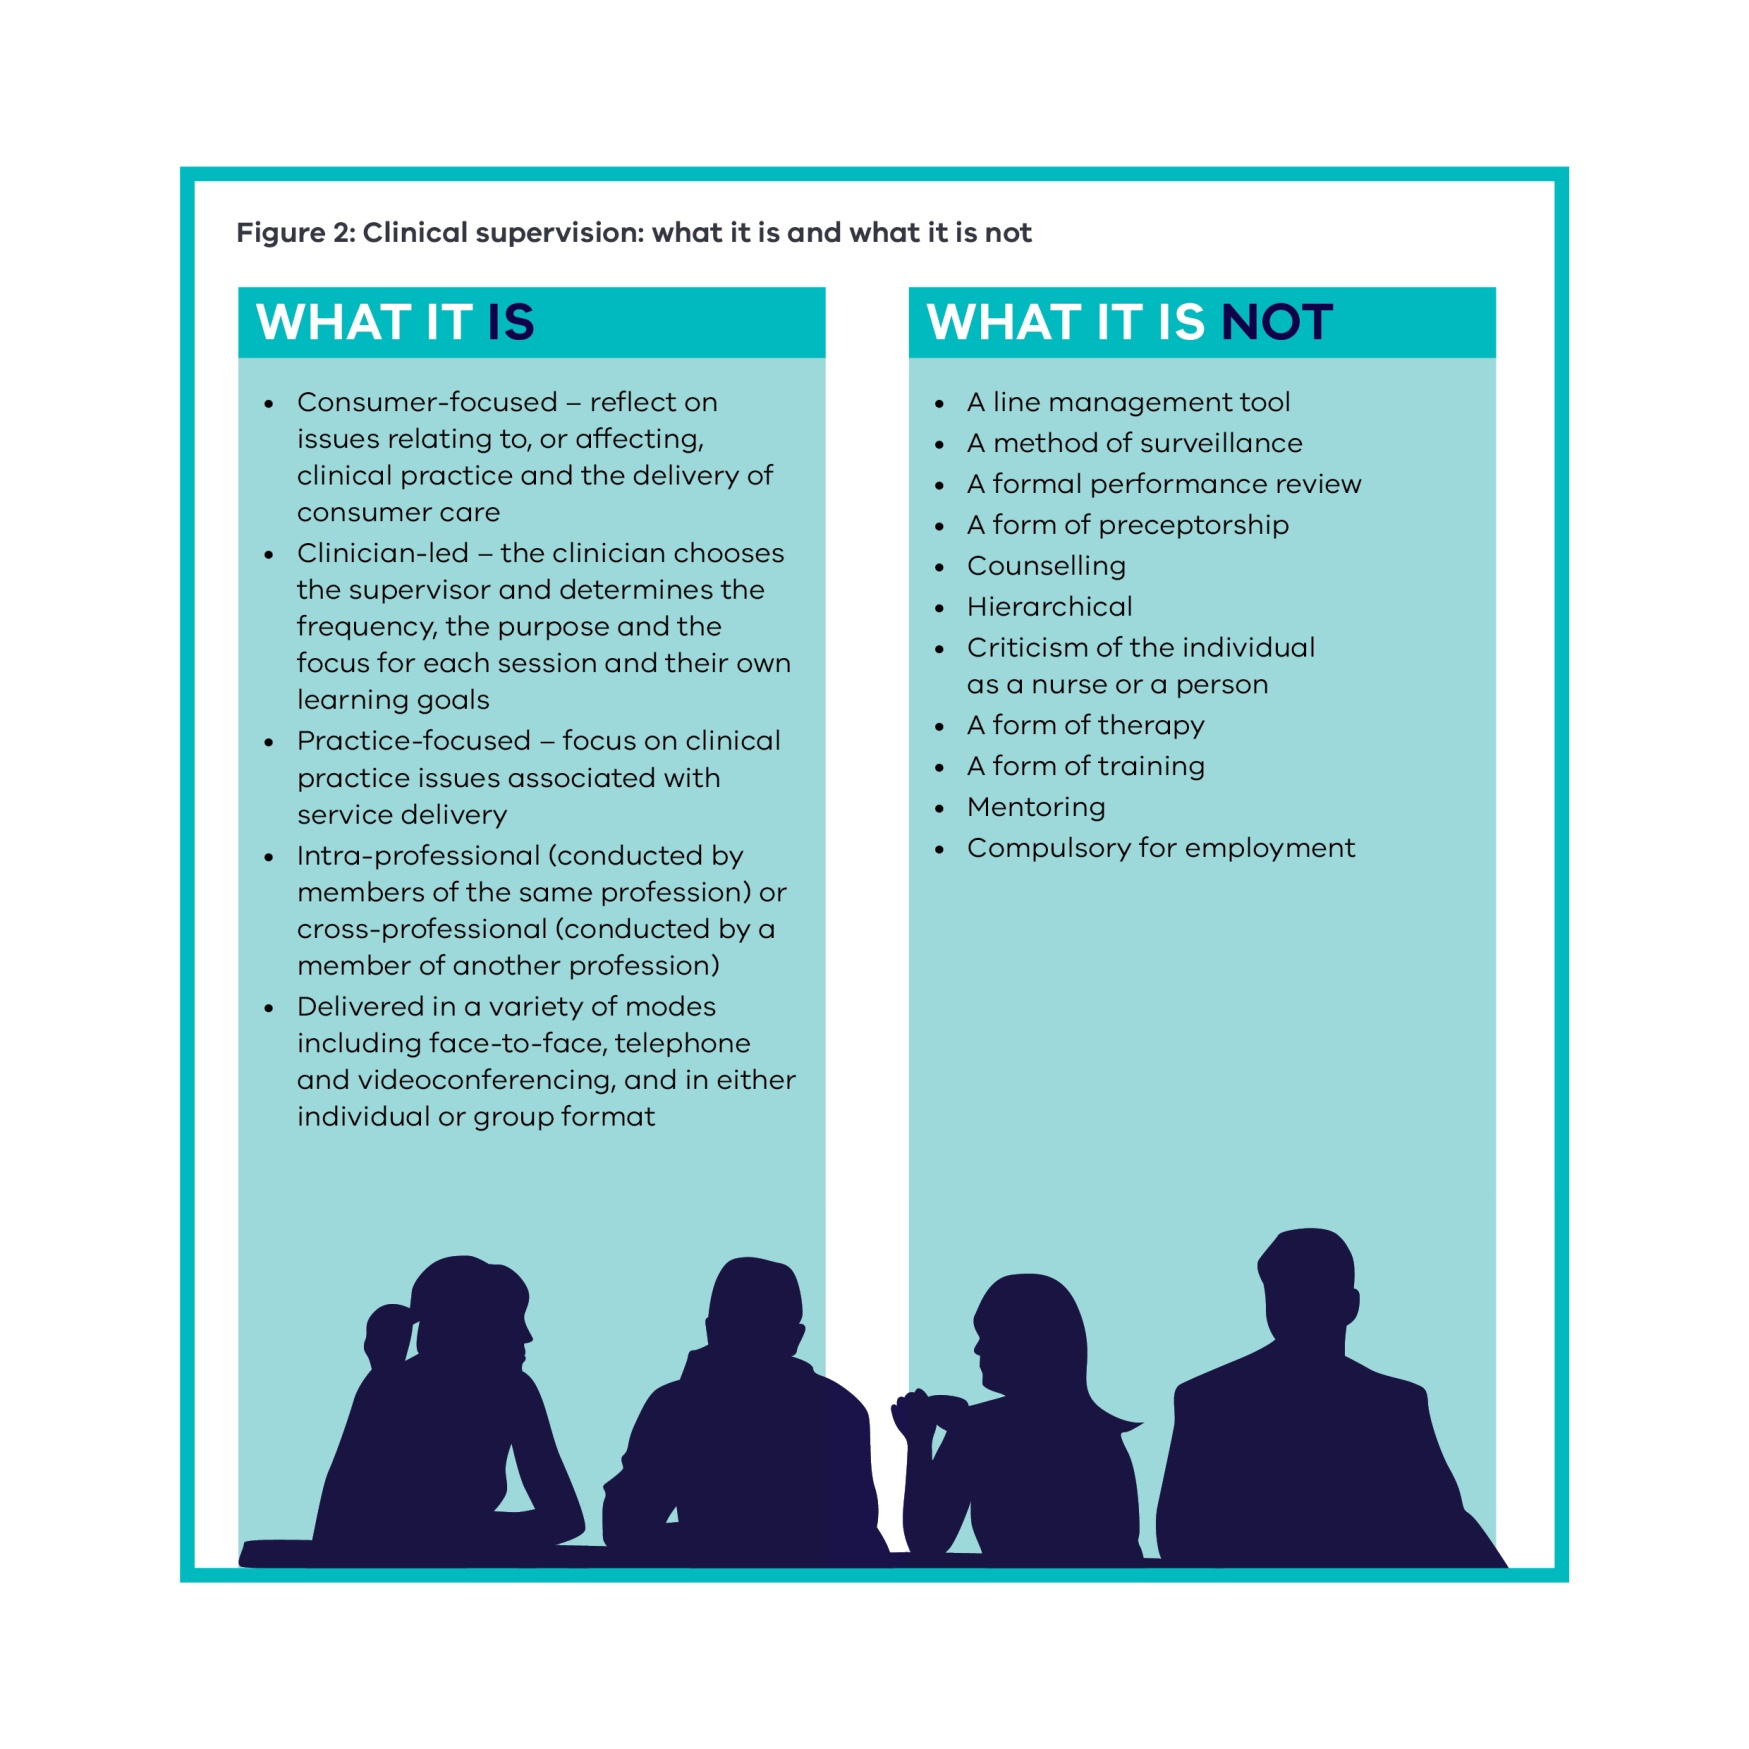 Figure 2: Clinical supervision: what it is and what it is not
WHAT IT IS
• Consumer-focused – reflect on
issues relating to, or affecting,
clinical practice and the delivery of
consumer care
• Clinician-led – the clinician chooses
the supervisor and determines the
frequency, the purpose and the
focus for each session and their own
learning goals
• Practice-focused – focus on clinical
practice issues associated with
service delivery
• Intra-professional (conducted by
members of the same profession) or
cross-professional (conducted by a
member of another profession)
• Delivered in a variety of modes
including face-to-face, telephone
and videoconferencing, and in either
individual or group format
WHAT IT IS NOT
• A line management tool
• A method of surveillance
• A formal performance review
• A form of preceptorship
• Counselling
• Hierarchical
• Criticism of the individual
as a nurse or a person
• A form of therapy
• A form of training
• Mentoring
• Compulsory for employment